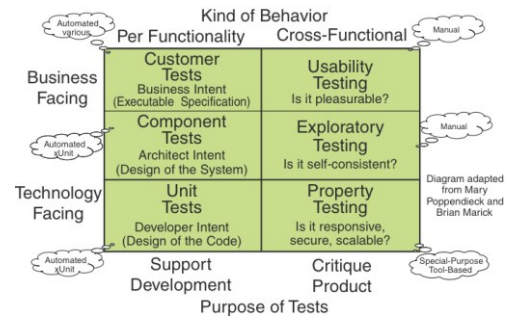 Kind of Behavior
Automated
various
Per Functionality
Cross-Functional
Manual
Business
Facing
Customer
Tests
Business Intent
(Executable Specification)
Usability
Testing
Is it pleasurable?
Automated
xUnit
Component
Tests
Architect Intent
(Design of the System)
Exploratory
Testing
Is it self-consistent?
Manual
Technology
Facing
Unit
Tests
Developer Intent
(Design of the Code)
Property
Testing
Is it responsive,
secure, scalable?
Diagram adapted
from Mary
Poppendieck and
Brian Marick
Automated
xUnit
Support
Development
Critique
Product
Special-Purpose
Tool-Based
Purpose of Tests